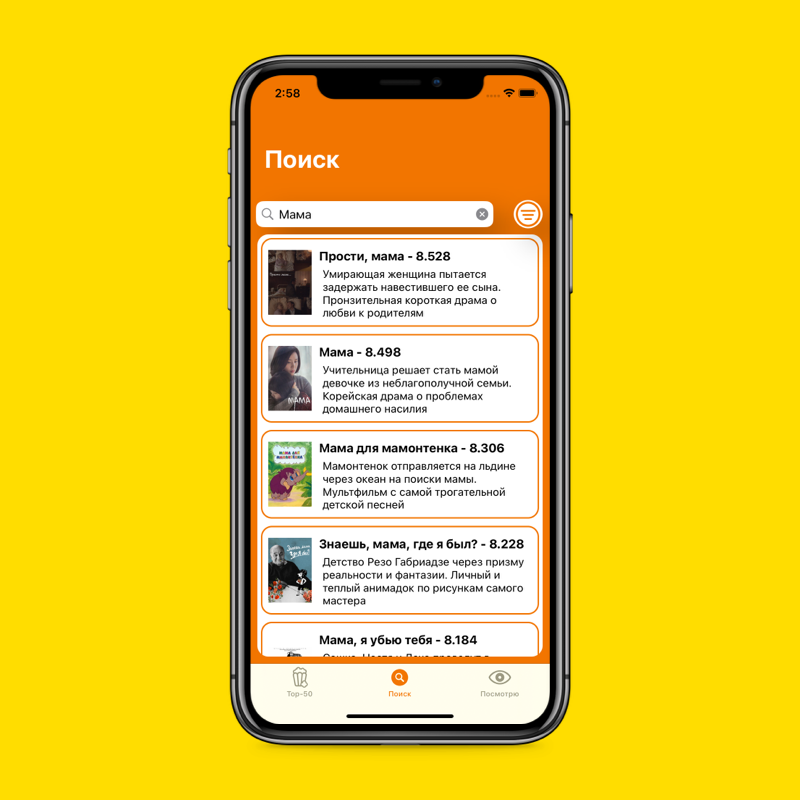 2:58
Поиск
Мама
Прости, мама - 8.528
Умирающая женщина пытается
задержать навестившего ее сына.
Пронзительная короткая драма о
любви к родителям
Мама - 8.498
Учительница решает стать мамой
девочке из неблагополучной семьи.
Корейская драма о проблемах
домашнего насилия
МАМА
Мама для мамонтенка - 8.306
Мамонтенок отправляется на льдине
через океан на поиски мамы.
Мультфильм с самой трогательной
детской песней
МАМА ДЛЯ
МАМОНТЕНКА
Знаешь, мама, где я был? - 8.228
Детство Резо Габриадзе через призму
реальности и фантазии. Личный и
теплый анимадок по рисункам самого
мастера
Мама, я убью тебя - 8.184
Top-50
Поиск
Посмотрю